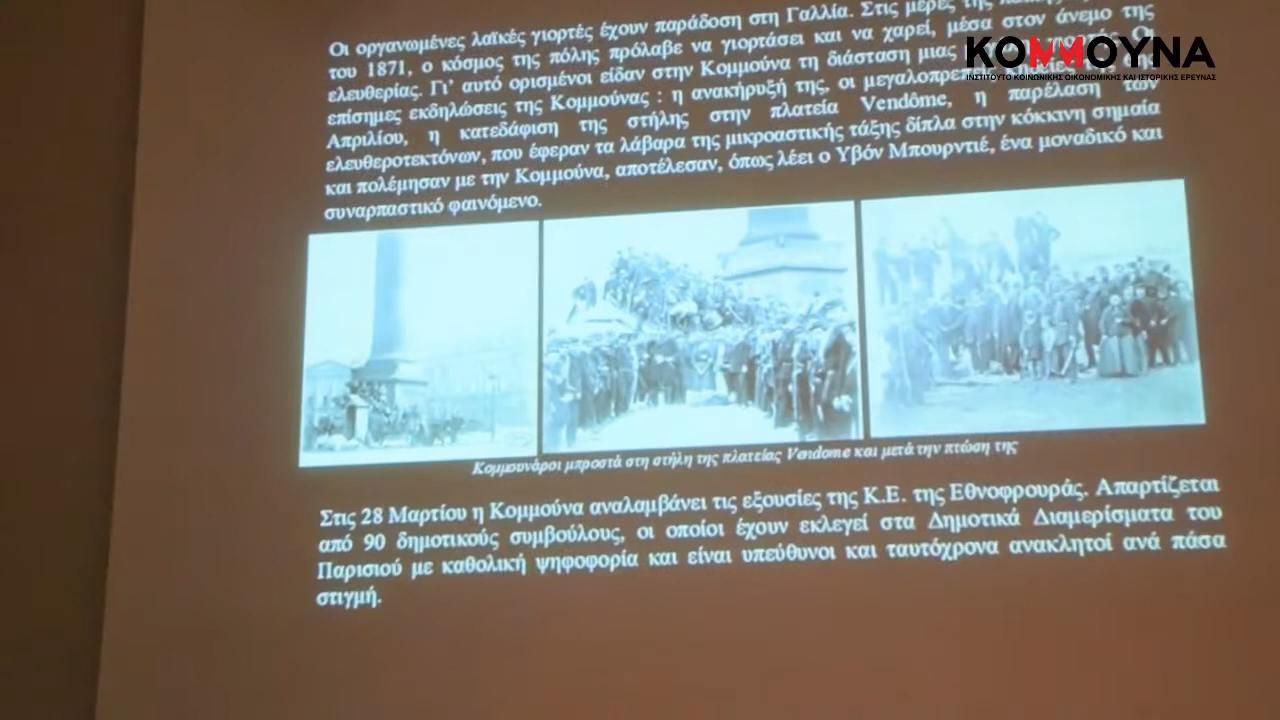 ΚΟΜΜΟΥΝΑ
ΙΝΣΤΙΤΟΥΤΟ ΚΟΙΝΩΝΙΚΗΣ ΟΙΚΟΝΟΜΙΚΗΣ ΚΑΙ ΙΣΤΟΡΙΚΗΣ ΕΡΕΥΝΑΣ
Οι οργανωμένες λαϊκές γιορτές έχουν παράδοση στη Γαλλία. Στις μέρες της
του 1871, ο κόσμος της πόλης πρόλαβε να γιορτάσει και να χαρεί, μέσα στον άνεμο της
ελευθερίας. Γι' αυτό ορισμένοι είδαν στην Κομμούνα τη διάσταση μιας
επίσημες εκδηλώσεις της Κομμούνας : η ανακήρυξή της, οι
Απριλίου, η κατεδάφιση της στήλης στην πλατεία Vendôme, η παρέλαση των
ελευθεροτεκτόνων, που έφεραν τα λάβαρα της μικροαστικής τάξης δίπλα στην κόκκινη σημαία
και πολέμησαν με την Κομμούνα, αποτέλεσαν, όπως λέει ο Υβόν Μπουρντιέ, ένα μοναδικό και
συναρπαστικό φαινόμενο.
Κομμουνάροι μπροστά στη στήλη της πλατείας Vendome και μετά την πτώση της
Στις 28 Μαρτίου η Κομμούνα αναλαμβάνει τις εξουσίες της Κ.Ε. της Εθνοφρουράς. Απαρτίζεται
από 90 δημοτικούς συμβούλους, οι οποίοι έχουν εκλεγεί στα Δημοτικά Διαμερίσματα του
Παρισιού με καθολική ψηφοφορία και είναι υπεύθυνοι και ταυτόχρονα ανακλητοί ανά πάσα
στιγμή.